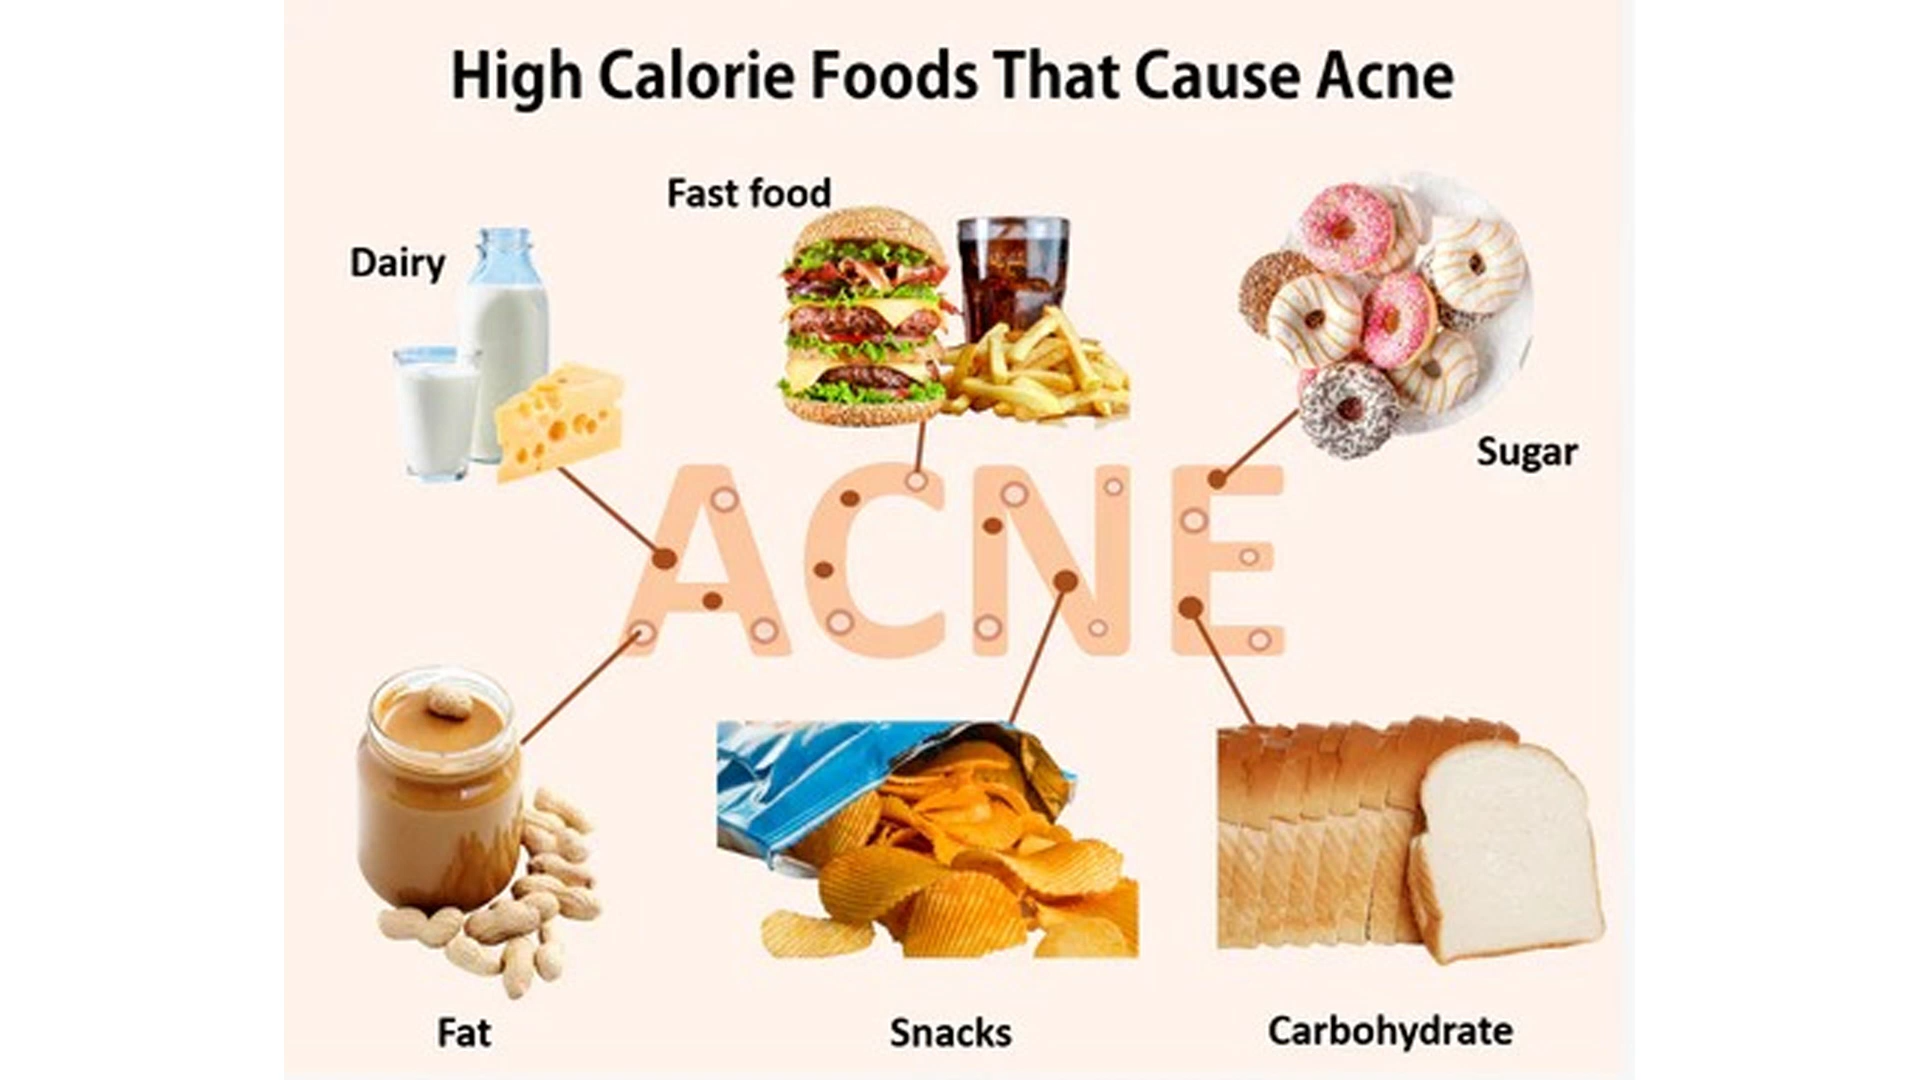 High Calorie Foods That Cause Acne
Fast food
Dairy
Sugar
ACNE
Fat
Snacks
Carbohydrate